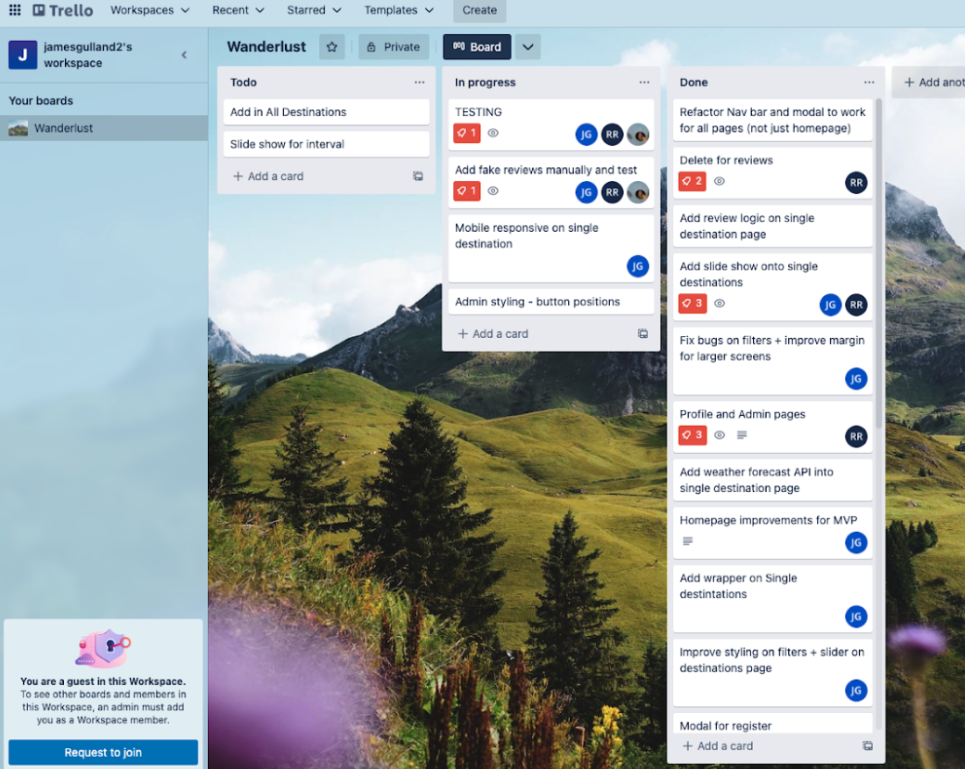 Trello
Workspaces
Recent
Starred
Templates
Create
J
jamesgulland2's
workspace
Your boards
Wanderlust
You are a guest in this Workspace.
To see other boards and members in
this Workspace, an admin must add
you as a Workspace member.
Request to join
Wanderlust
Private
Board
Todo
Add in All Destinations
Slide show for interval
+ Add a card
In progress
TESTING
1
JG RR
Add fake reviews manually and test
1
JG RR
Mobile responsive on single
destination
JG
Admin styling - button positions
+ Add a card
Done
Refactor Nav bar and modal to work
for all pages (not just homepage)
Delete for reviews
2
RR
Add review logic on single
destination page
Add slide show onto single
destinations
3
JG RR
Fix bugs on filters + improve margin
for larger screens
JG
Profile and Admin pages
3
RR
Add weather forecast API into
single destination page
Homepage improvements for MVP
JG
Add wrapper on Single
destintations
JG
Improve styling on filters + slider on
destinations page
JG
Modal for register
+ Add a card
+ Add anot